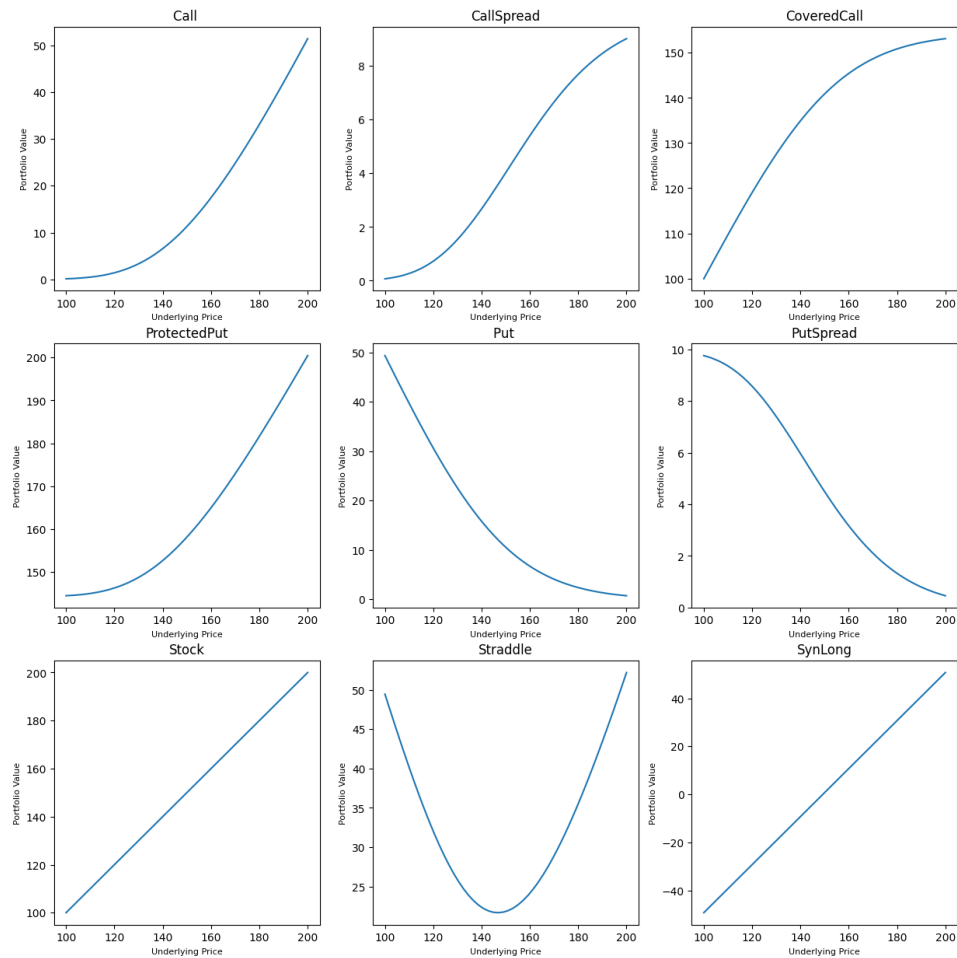 Call
CallSpread
CoveredCall
50
40
30
20
10
0
Portfolio Value
100 120 140 160 180 200
Underlying Price
8
6
4
2
0
Portfolio Value
100 120 140 160 180 200
Underlying Price
150
140
130
120
110
100
Portfolio Value
100 120 140 160 180 200
Underlying Price
ProtectedPut
Put
PutSpread
200
190
180
170
160
150
Portfolio Value
100 120 140 160 180 200
Underlying Price
50
40
30
20
10
0
Portfolio Value
100 120 140 160 180 200
Underlying Price
10
8
6
4
2
0
Portfolio Value
100 120 140 160 180 200
Underlying Price
Stock
Straddle
SynLong
200
180
160
140
120
100
Portfolio Value
100 120 140 160 180 200
Underlying Price
50
45
40
35
30
25
Portfolio Value
100 120 140 160 180 200
Underlying Price
40
20
0
−20
−40
Portfolio Value
100 120 140 160 180 200
Underlying Price